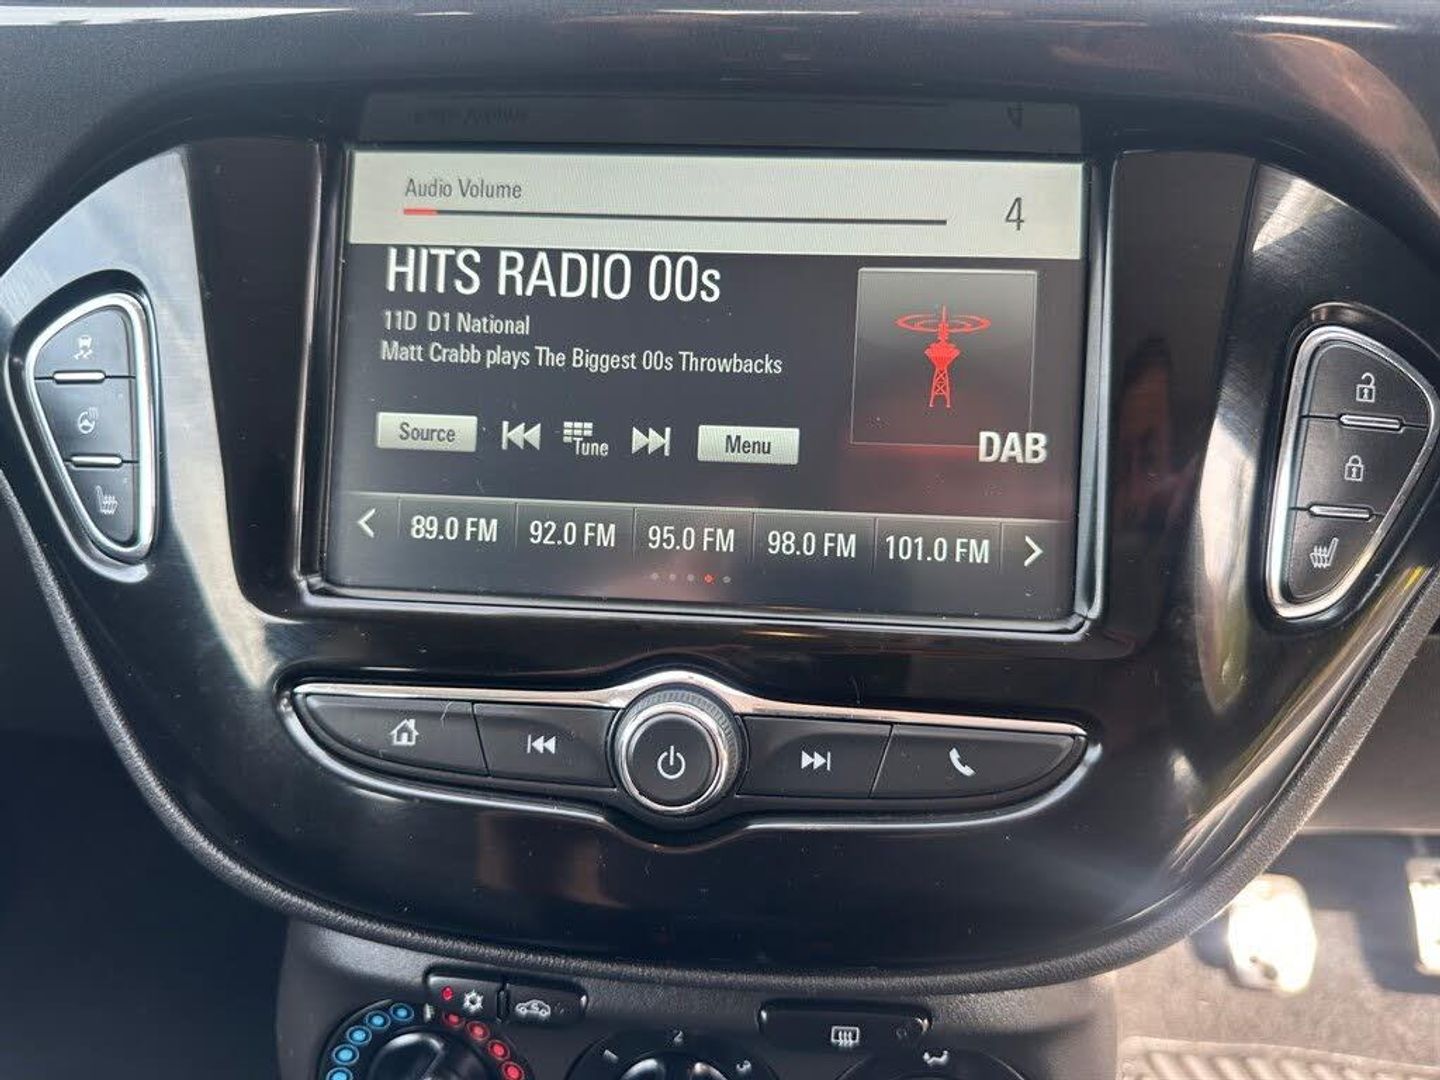 Audio Volume
4
HITS RADIO 00s
11D D1 National
Matt Crabb plays The Biggest 00s Throwbacks
Source
Tune
Menu
DAB
89.0 FM
92.0 FM
95.0 FM
98.0 FM
101.0 FM
2